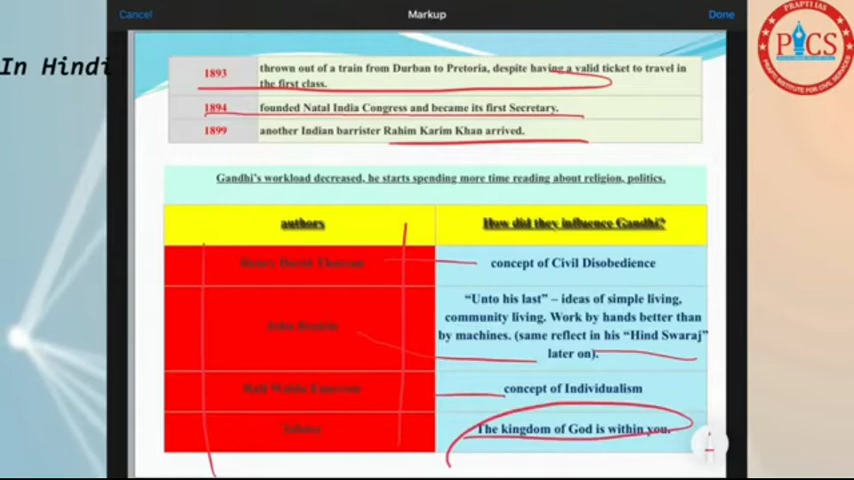 Cancel
Markup
Done
PRAPTI IAS
PiCS
PRAPTI INSTITUTE FOR CIVIL SERVICES
In Hindi
1893
thrown out of a train from Durban to Pretoria, despite having a valid ticket to travel in
the first class.
1894
founded Natal India Congress and became its first Secretary.
1899
another Indian barrister Rahim Karim Khan arrived.
Gandhi's workload decreased, he starts spending more time reading about religion, politics.
authors
How did they influence Gandhi?
Henry David Thoreau
concept of Civil Disobedience
John Ruskin
"Unto his last" – ideas of simple living,
community living. Work by hands better than
by machines. (same reflect in his "Hind Swaraj"
later on).
Ralf Waldo Emerson
concept of Individualism
Tolstoy
The kingdom of God is within you.